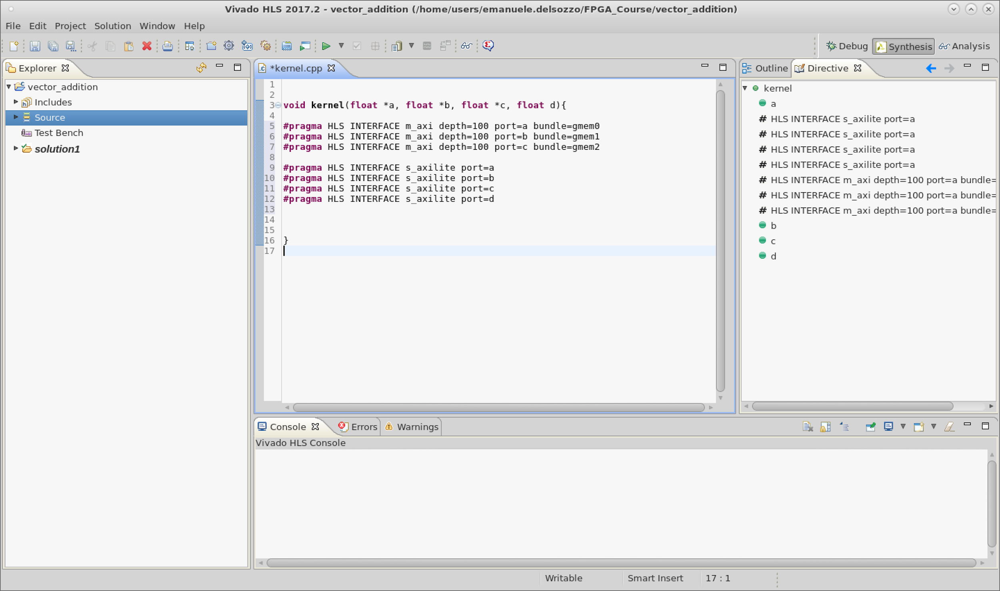 Vivado HLS 2017.2 - vector_addition (/home/users/emanuele.delsozzo/FPGA_Course/vector_addition)
File Edit Project Solution Window Help
Debug Synthesis Analysis
Explorer
vector_addition
Includes
Source
Test Bench
solution1
*kernel.cpp
1
2
3 void kernel(float *a, float *b, float *c, float d){
4
5 #pragma HLS INTERFACE m_axi depth=100 port=a bundle=gmem0
6 #pragma HLS INTERFACE m_axi depth=100 port=b bundle=gmem1
7 #pragma HLS INTERFACE m_axi depth=100 port=c bundle=gmem2
8
9 #pragma HLS INTERFACE s_axilite port=a
10 #pragma HLS INTERFACE s_axilite port=b
11 #pragma HLS INTERFACE s_axilite port=c
12 #pragma HLS INTERFACE s_axilite port=d
13
14
15
16 }
17
Outline Directive
kernel
a
# HLS INTERFACE s_axilite port=a
# HLS INTERFACE s_axilite port=a
# HLS INTERFACE s_axilite port=a
# HLS INTERFACE s_axilite port=a
# HLS INTERFACE m_axi depth=100 port=a bundle=
# HLS INTERFACE m_axi depth=100 port=a bundle=
# HLS INTERFACE m_axi depth=100 port=a bundle=
b
c
d
Console Errors Warnings
Vivado HLS Console
Writable Smart Insert 17 : 1